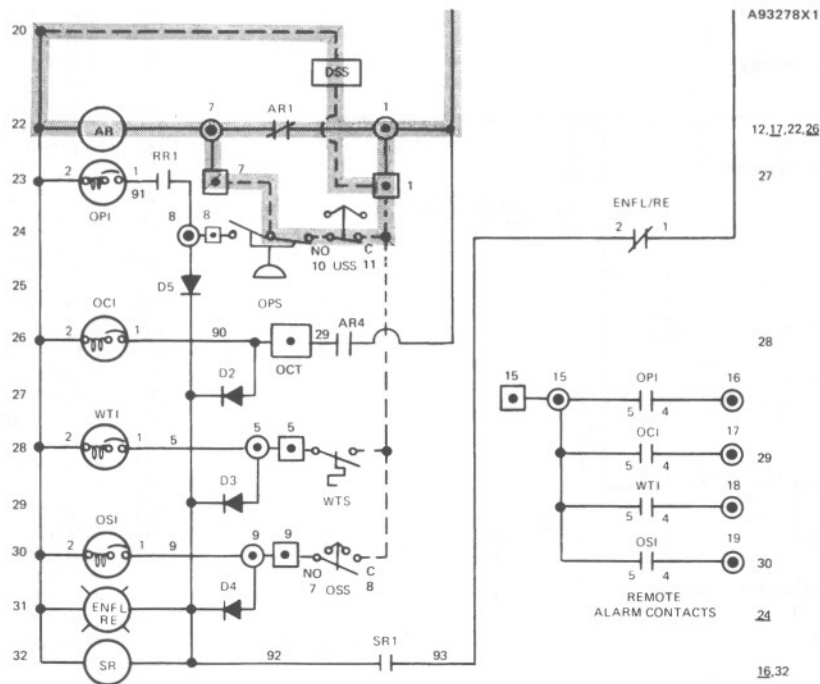 A93278X1
20
DSS
7 AR1 1
22 AR 12,17,22,26
2 1 RR1 7 1
23 91 27
OPI ENFL/RE
8 8 2 1
24 NO C
10 USS 11
25 D5 OPS
OCI
2 1 90 29 AR4
26 28
OCT
D2 15 15 OPI 16
27 5 4
WTI OCI 17
2 1 5 5 5
28 5 4 29
D3 WTS WTI 18
29 5 4
OSI OSI 19
2 1 9 9 9
30 5 4 30
NO C
7 OSS 8
D4 REMOTE
ALARM CONTACTS
31 ENFL
RE 24
SR1
32 SR 92 93
16,32